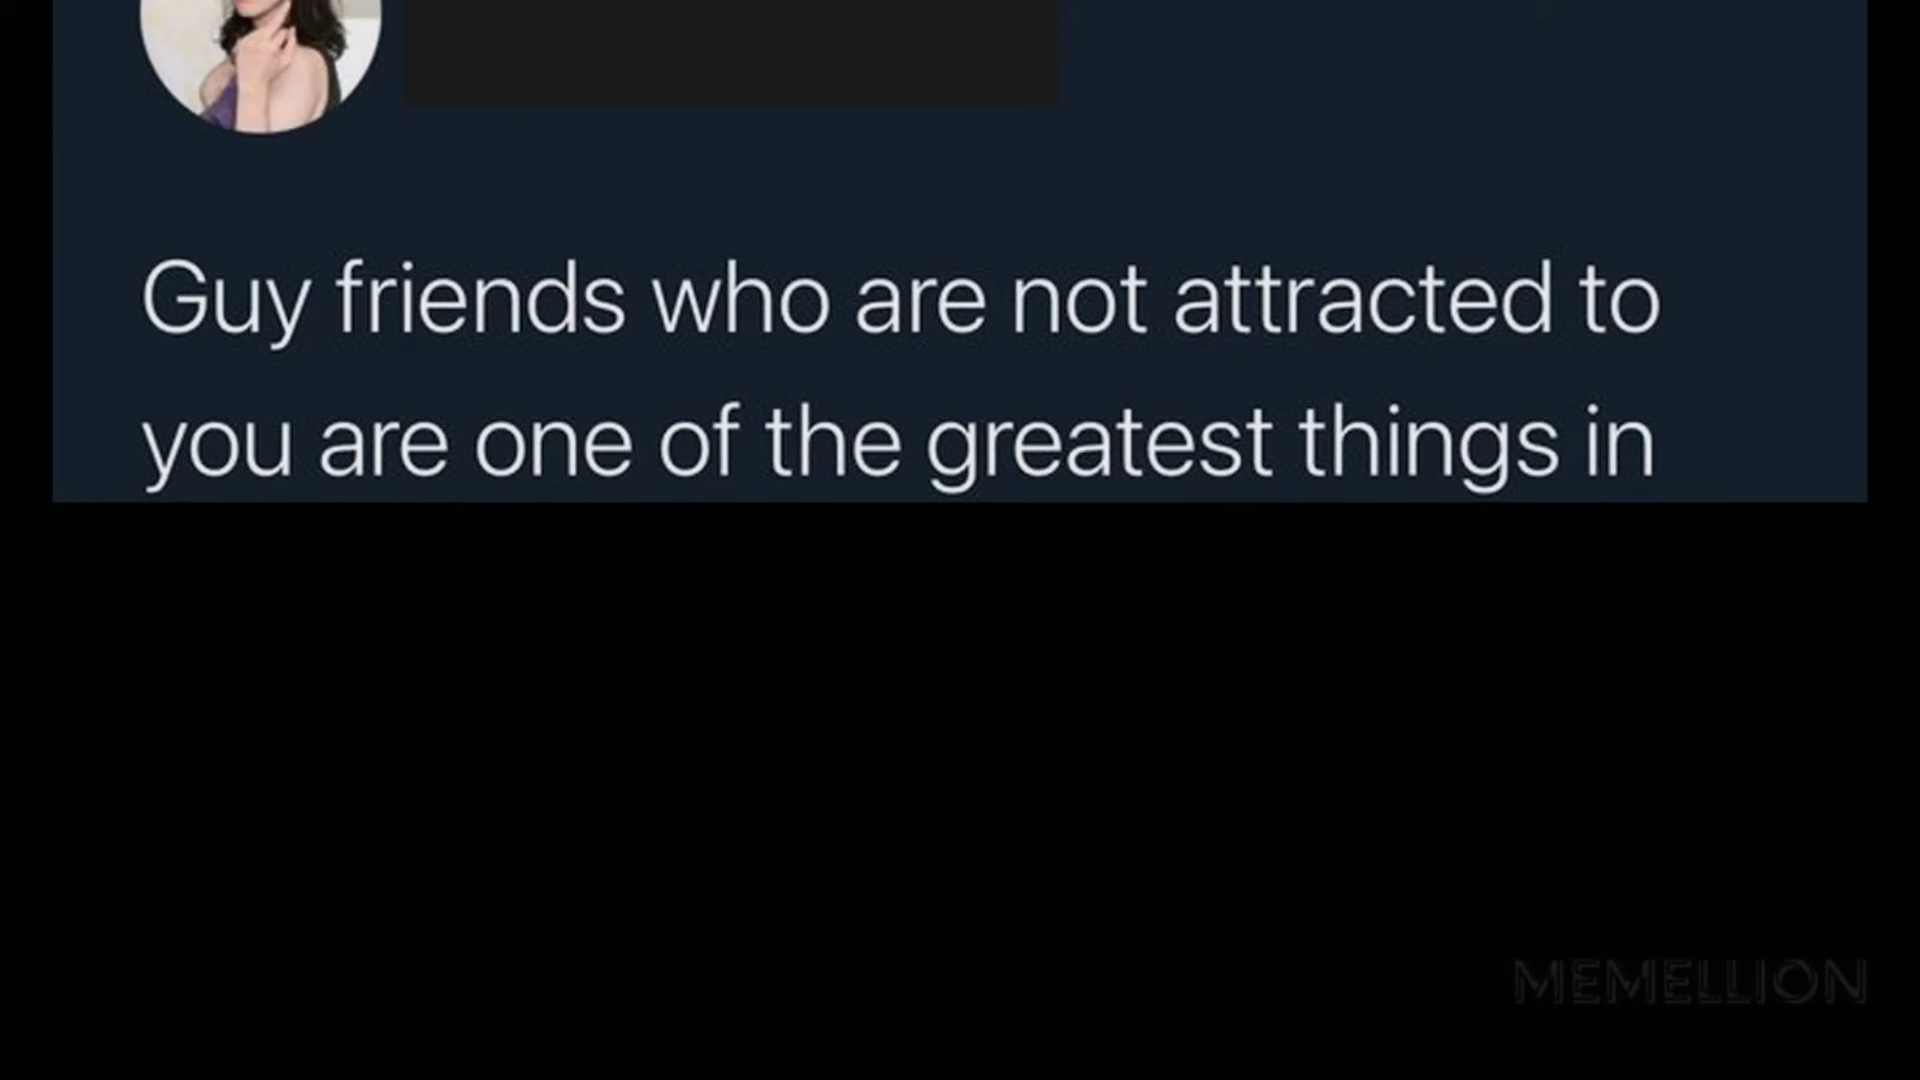 Guy friends who are not attracted to
you are one of the greatest things in
MEMELLION